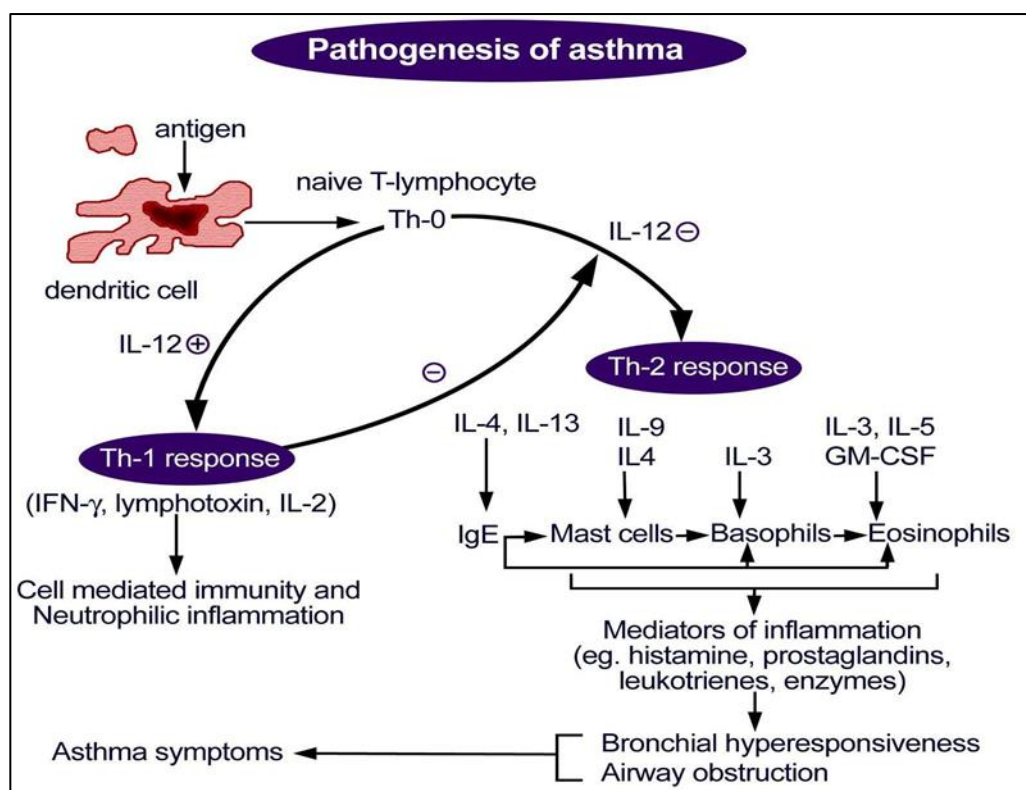 Pathogenesis of asthma
antigen
naive T-lymphocyte
Th-0
IL-12 ⊖
dendritic cell
IL-12 ⊕
⊖
Th-2 response
Th-1 response
(IFN-γ, lymphotoxin, IL-2)
IL-4, IL-13
IL-9
IL4
IL-3
IL-3, IL-5
GM-CSF
IgE
Mast cells
Basophils
Eosinophils
Cell mediated immunity and
Neutrophilic inflammation
Mediators of inflammation
(eg. histamine, prostaglandins,
leukotrienes, enzymes)
Bronchial hyperesponsiveness
Airway obstruction
Asthma symptoms